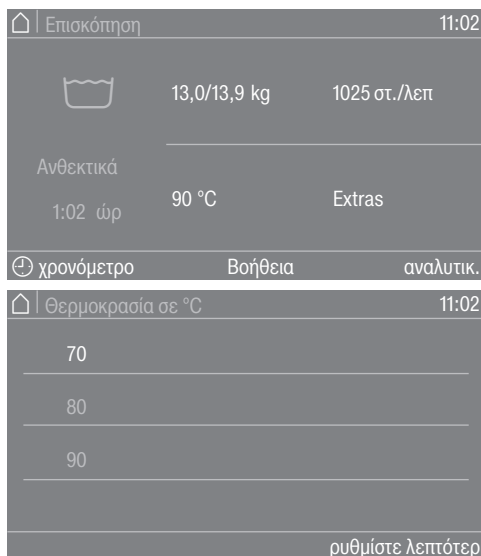 Επισκόπηση 11:02
13,0/13,9 kg 1025 στ./λεπ
Ανθεκτικά
1:02 ώρ
90 °C Extras
χρονόμετρο Βοήθεια αναλυτικ.
Θερμοκρασία σε °C 11:02
70
80
90
ρυθμίστε λεπτότερ